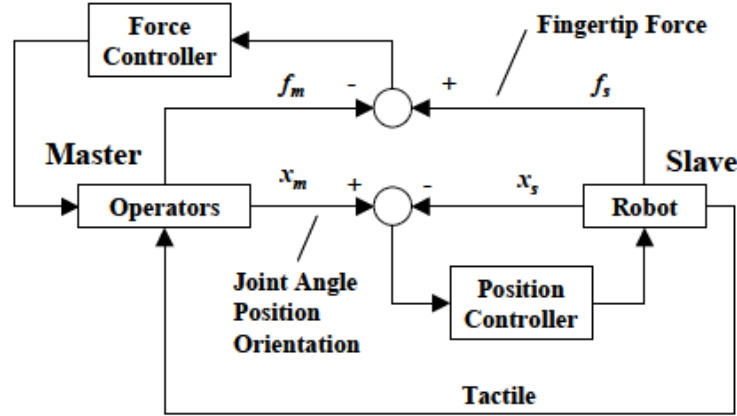 Force
Controller
Fingertip Force
fm - + fs
Master
Slave
xm + - xs
Operators
Robot
Joint Angle
Position
Orientation
Position
Controller
Tactile